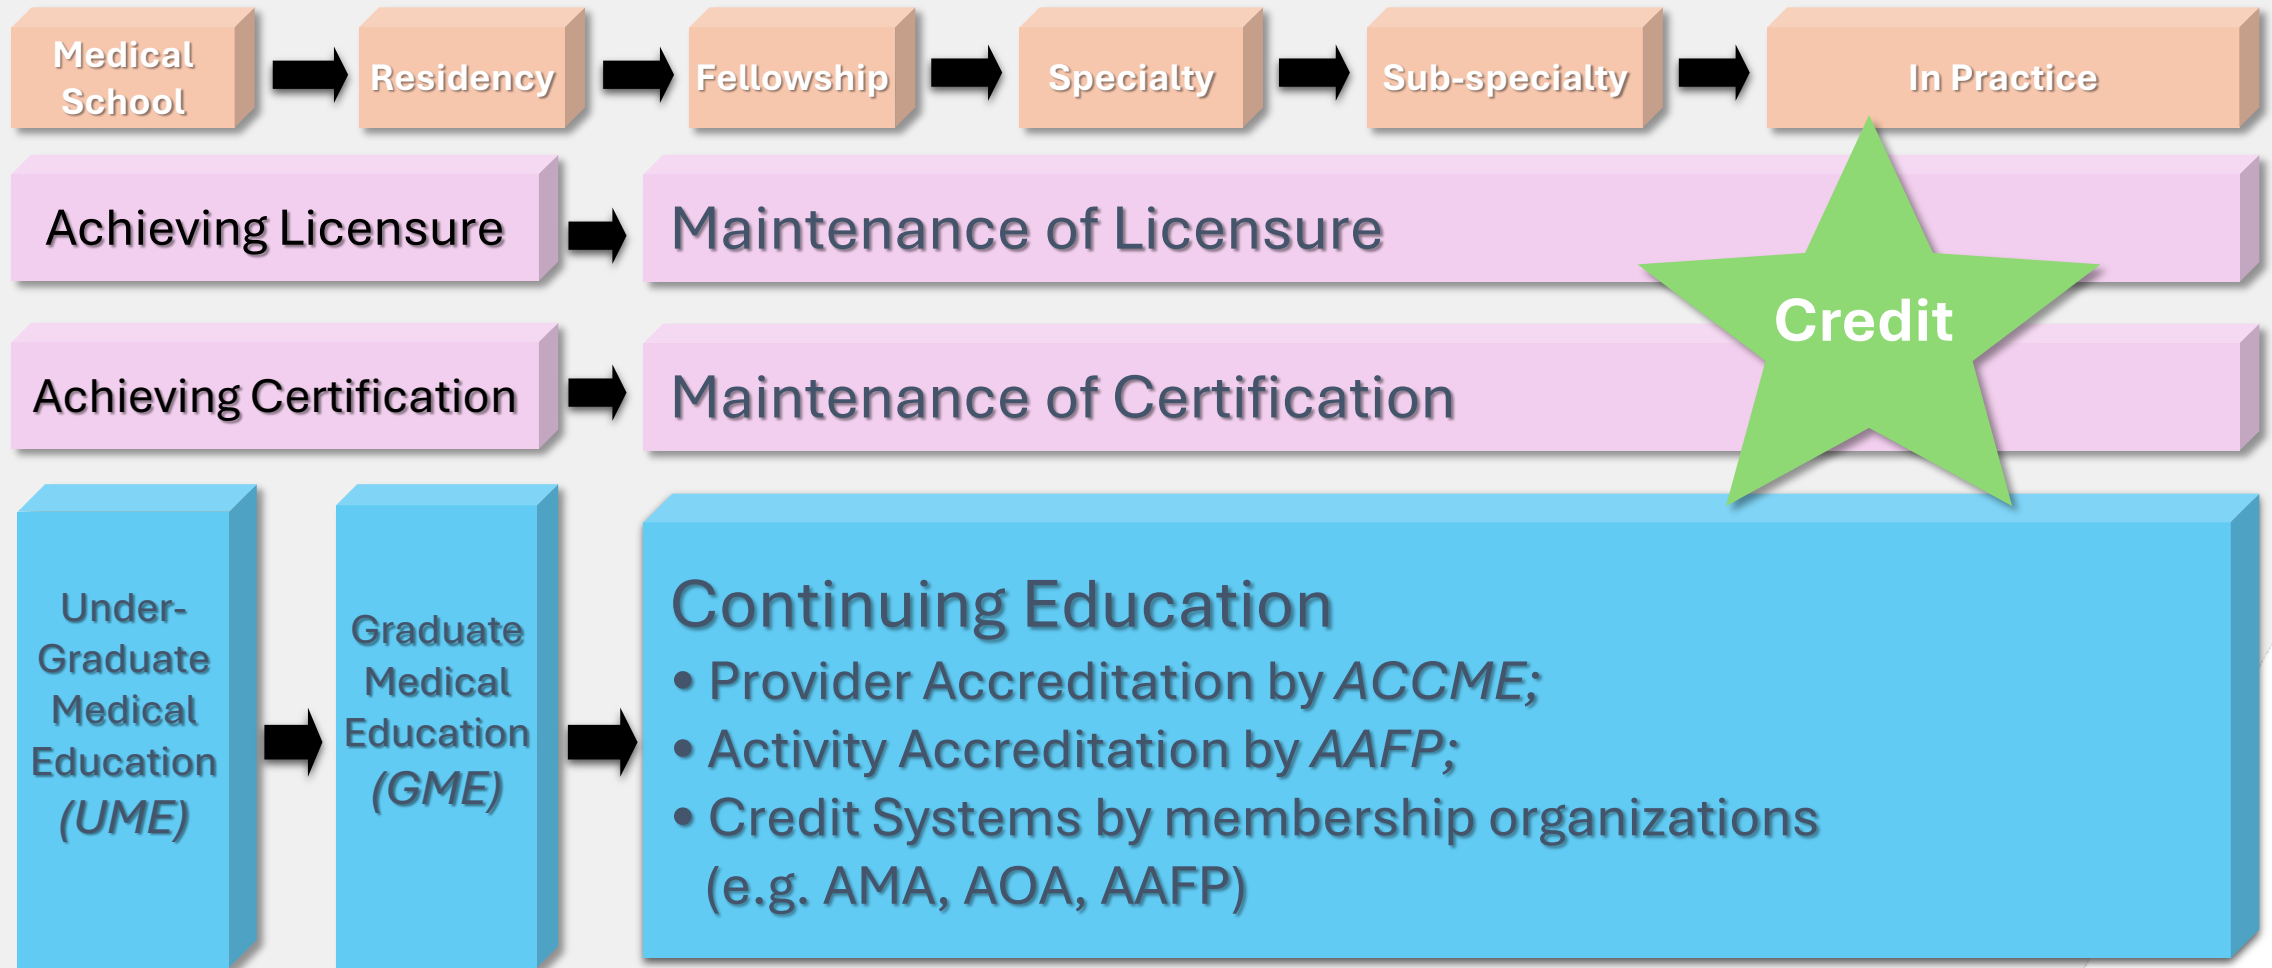 Medical
School
Residency
Fellowship
Specialty
Sub-specialty
In Practice
Achieving Licensure
Maintenance of Licensure
Credit
Achieving Certification
Maintenance of Certification
Under-
Graduate
Medical
Education
(UME)
Graduate
Medical
Education
(GME)
Continuing Education
• Provider Accreditation by ACCME;
• Activity Accreditation by AAFP;
• Credit Systems by membership organizations
(e.g. AMA, AOA, AAFP)